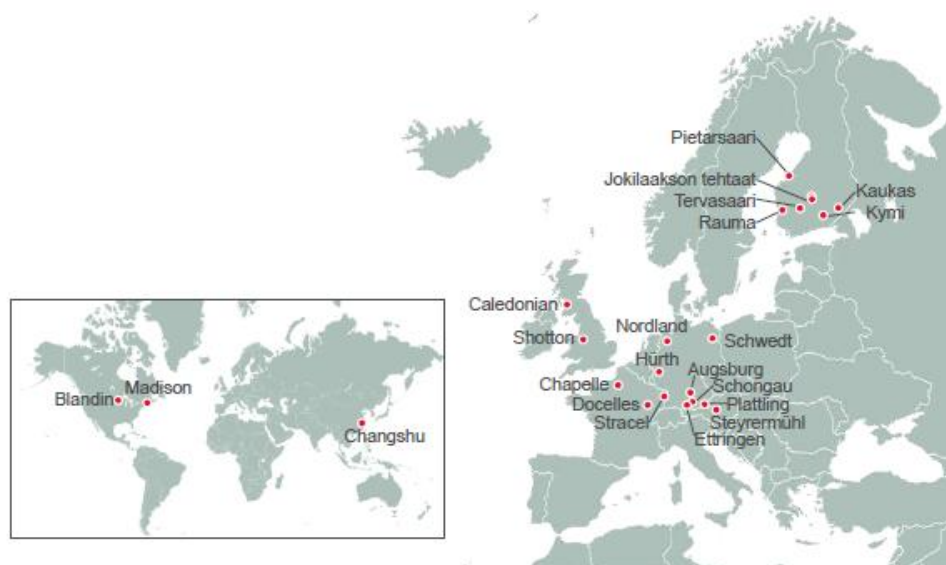 Pietarsaari
Jokilaakson tehtaat
Tervasaari
Rauma
Kaukas
Kymi
Caledonian
Shotton
Nordland
Schwedt
Hürth
Augsburg
Chapelle
Schongau
Docelles
Plattling
Stracel
Steyrermühl
Ettringen
Blandin
Madison
Changshu